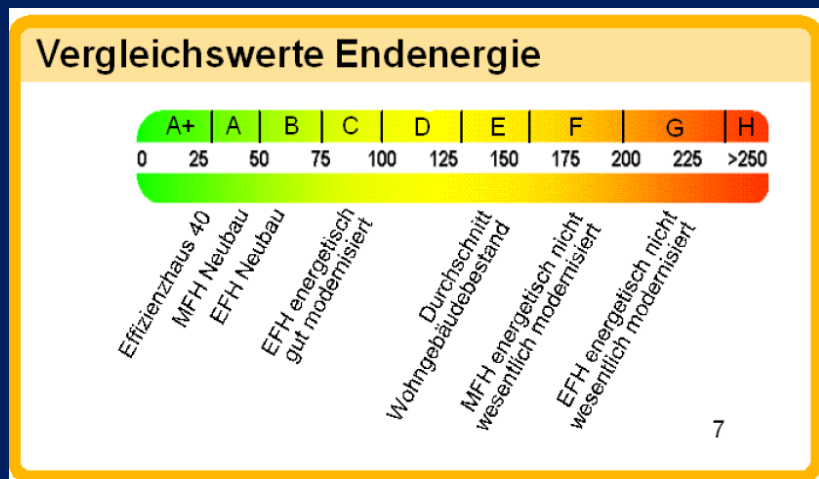 Vergleichswerte Endenergie
A+ A B C D E F G H
0 25 50 75 100 125 150 175 200 225 >250
Effizienzhaus 40
MFH Neubau
EFH Neubau
EFH energetisch
gut modernisiert
Durchschnitt
Wohngebäudebestand
MFH energetisch nicht
wesentlich modernisiert
EFH energetisch nicht
wesentlich modernisiert
7